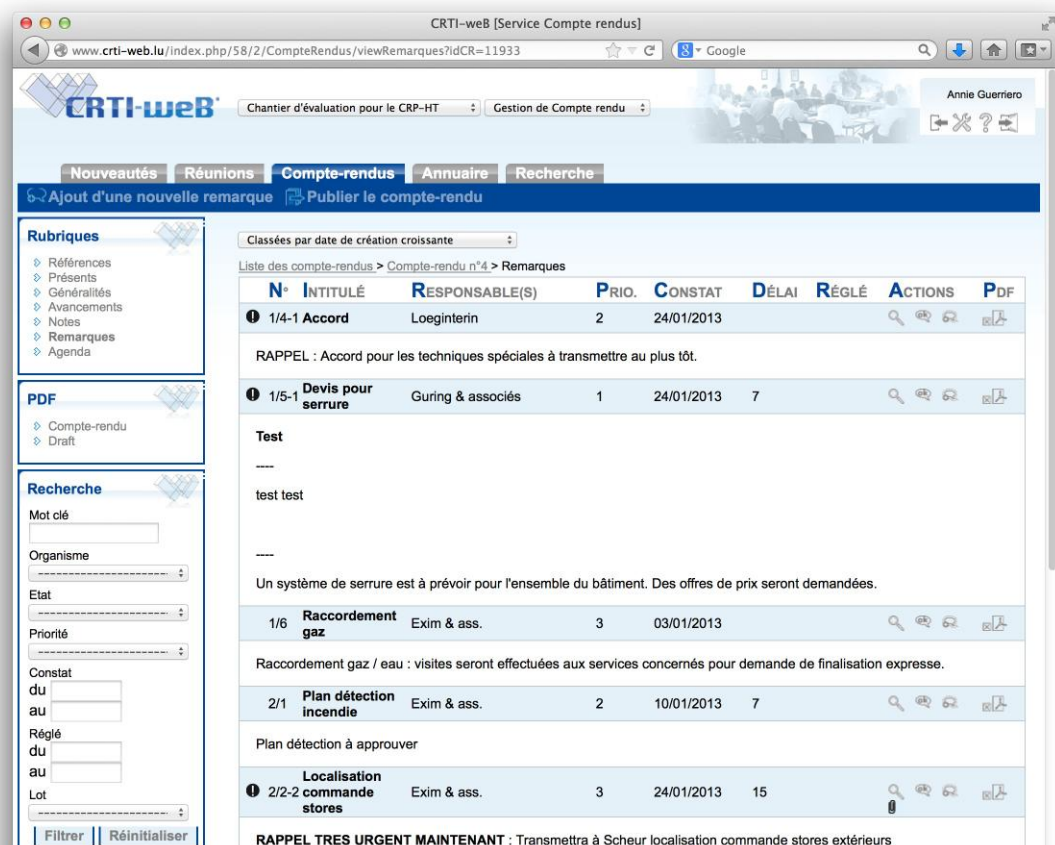 CRTI-weB [Service Compte rendus]
www.crti-web.lu/index.php/58/2/CompteRendus/viewRemarques?idCR=11933
Google
CRTI-weB
Chantier d'évaluation pour le CRP-HT
Gestion de Compte rendu
Annie Guerriero
Nouveautés Réunions Compte-rendus Annuaire Recherche
Ajout d'une nouvelle remarque Publier le compte-rendu
Rubriques
Références
Présents
Généralités
Avancements
Notes
Remarques
Agenda
PDF
Compte-rendu
Draft
Recherche
Mot clé
Organisme
--------------------
Etat
--------------------
Priorité
--------------------
Constat
du
au
Réglé
du
au
Lot
--------------------
Filtrer Réinitialiser
Classées par date de création croissante
Liste des compte-rendus > Compte-rendu n°4 > Remarques
N° INTITULÉ RESPONSABLE(S) PRIO. CONSTAT DÉLAI RÉGLÉ ACTIONS PDF
1/4-1 Accord Loeginterin 2 24/01/2013
RAPPEL : Accord pour les techniques spéciales à transmettre au plus tôt.
1/5-1 Devis pour serrure Guring & associés 1 24/01/2013 7
Test
----
test test
----
Un système de serrure est à prévoir pour l'ensemble du bâtiment. Des offres de prix seront demandées.
1/6 Raccordement gaz Exim & ass. 3 03/01/2013
Raccordement gaz / eau : visites seront effectuées aux services concernés pour demande de finalisation expresse.
2/1 Plan détection incendie Exim & ass. 2 10/01/2013 7
Plan détection à approuver
2/2-2 Localisation commande stores Exim & ass. 3 24/01/2013 15
RAPPEL TRES URGENT MAINTENANT : Transmettra à Scheur localisation commande stores extérieurs